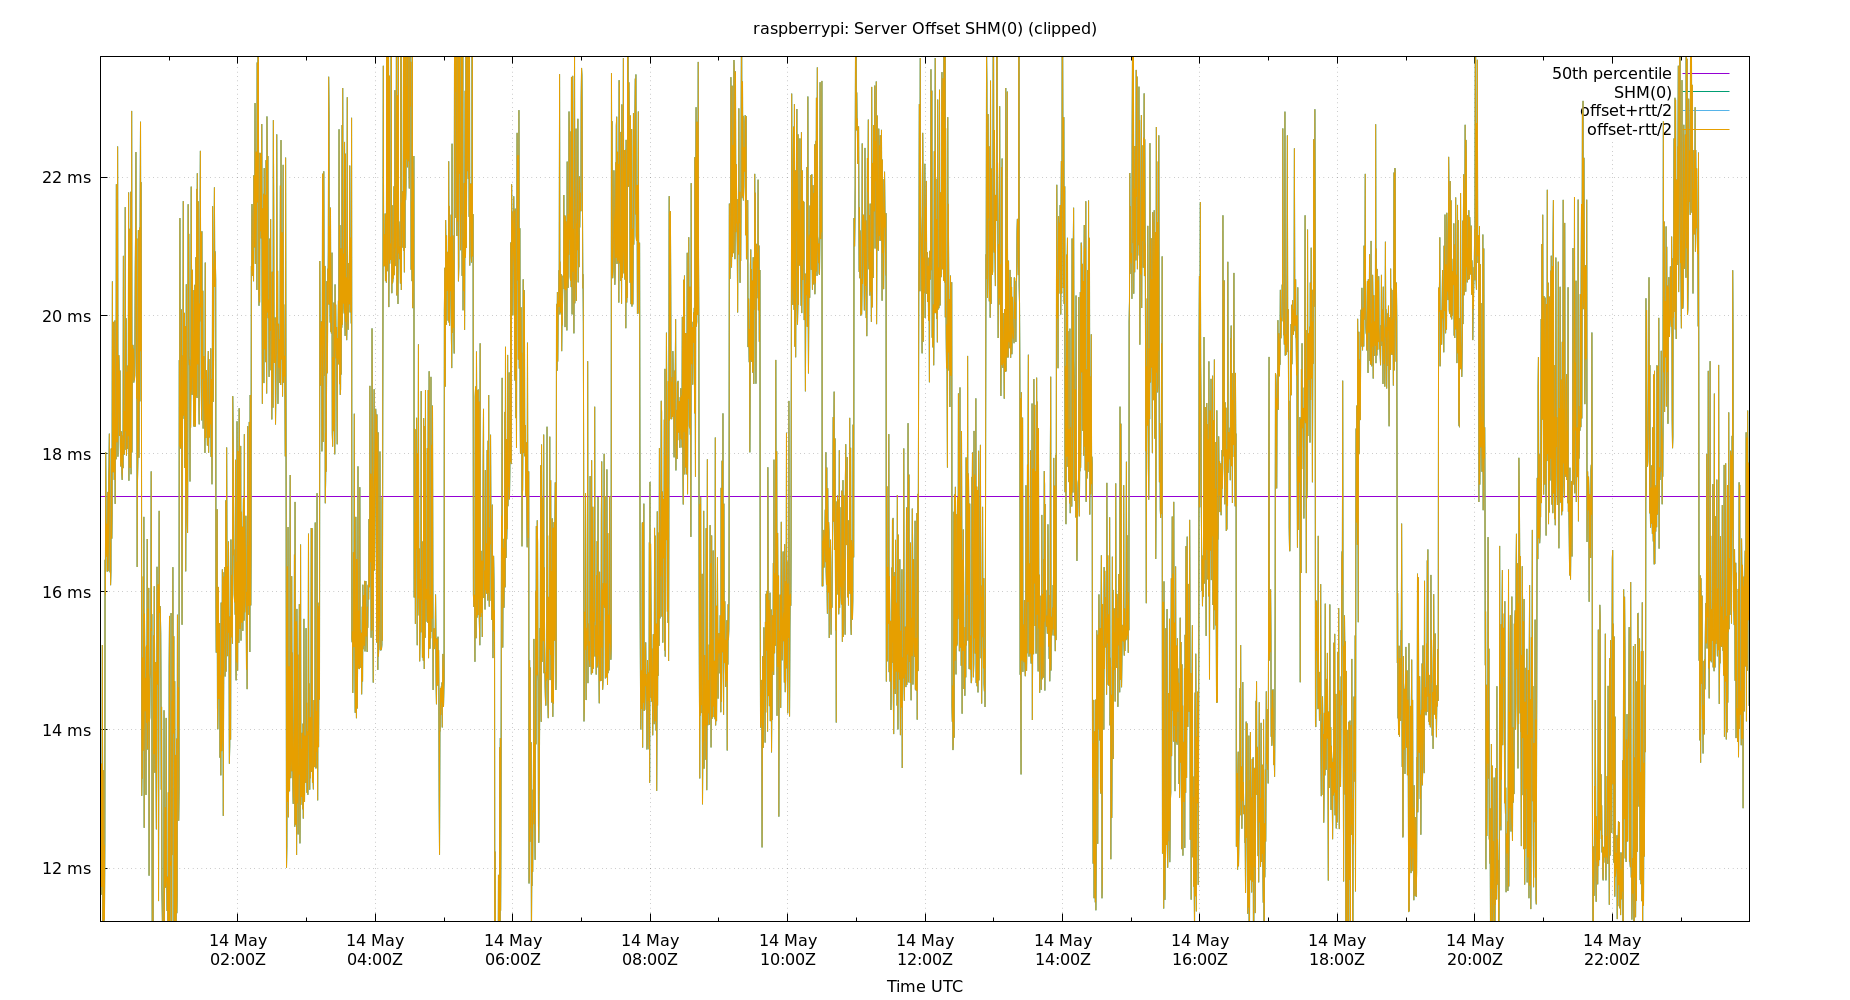 raspberrypi: Server Offset SHM(0) (clipped)
50th percentile
SHM(0)
offset+rtt/2
offset-rtt/2
22 ms
20 ms
18 ms
16 ms
14 ms
12 ms
14 May 14 May 14 May 14 May 14 May 14 May 14 May 14 May 14 May 14 May 14 May
02:00Z 04:00Z 06:00Z 08:00Z 10:00Z 12:00Z 14:00Z 16:00Z 18:00Z 20:00Z 22:00Z
Time UTC